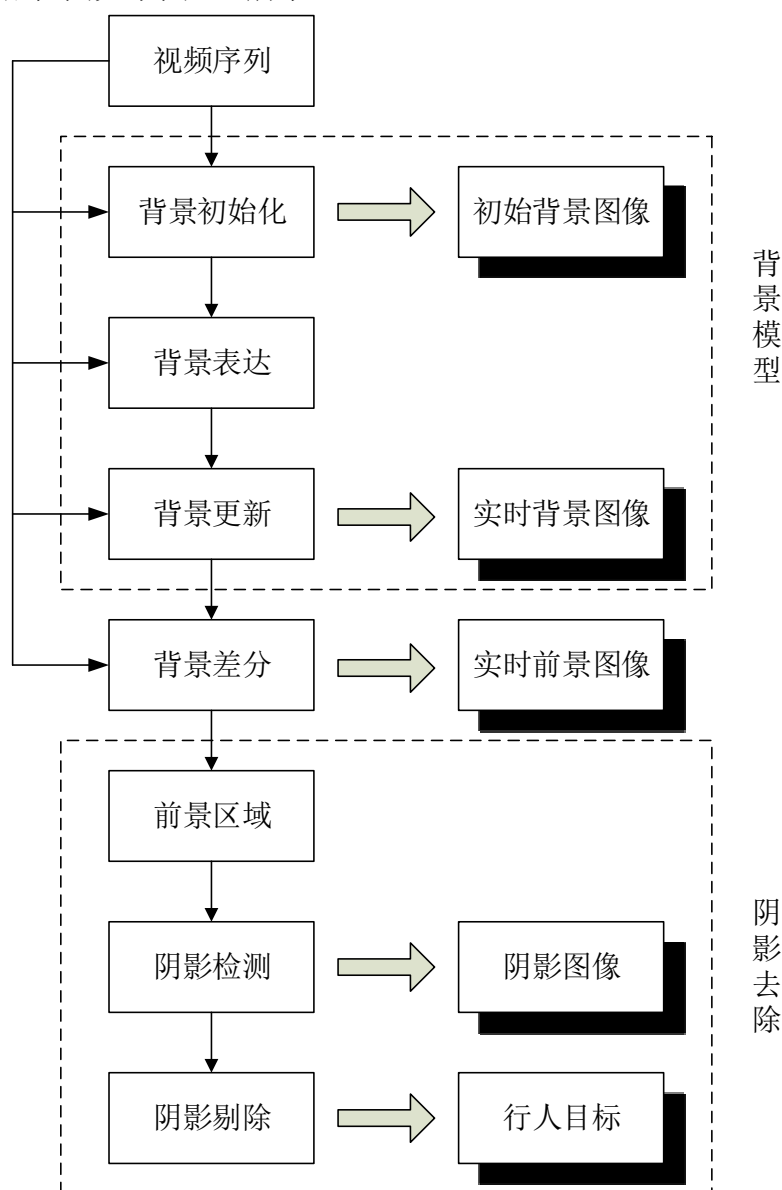 视频序列
背景初始化
初始背景图像
背景模型
背景表达
背景更新
实时背景图像
背景差分
实时前景图像
前景区域
阴影检测
阴影图像
阴影去除
阴影剔除
行人目标